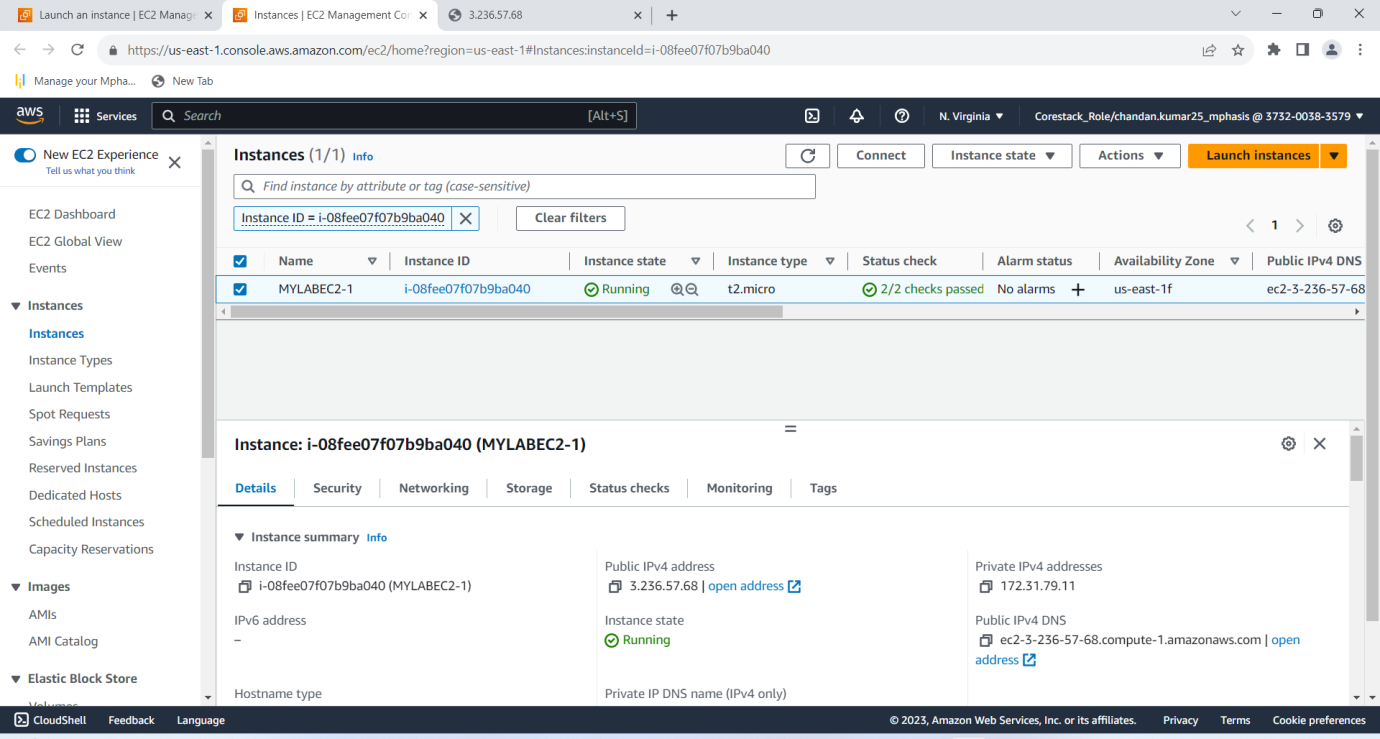 Launch an instance | EC2 Manage
Instances | EC2 Management Cor
3.236.57.68
https://us-east-1.console.aws.amazon.com/ec2/home?region=us-east-1#Instances:instanceId=i-08fee07f07b9ba040
Manage your Mpha...
New Tab
aws
Services
Search
[Alt+S]
N. Virginia
Corestack_Role/chandan.kumar25_mphasis @ 3732-0038-3579
New EC2 Experience
Tell us what you think
EC2 Dashboard
EC2 Global View
Events
Instances
Instances
Instance Types
Launch Templates
Spot Requests
Savings Plans
Reserved Instances
Dedicated Hosts
Scheduled Instances
Capacity Reservations
Images
AMIs
AMI Catalog
Elastic Block Store
Volumes
Instances (1/1) Info
Connect
Instance state
Actions
Launch instances
Find instance by attribute or tag (case-sensitive)
Instance ID = i-08fee07f07b9ba040
Clear filters
1
Name Instance ID Instance state Instance type Status check Alarm status Availability Zone Public IPv4 DNS
MYLABEC2-1 i-08fee07f07b9ba040 Running t2.micro 2/2 checks passed No alarms us-east-1f ec2-3-236-57-68
Instance: i-08fee07f07b9ba040 (MYLABEC2-1)
Details Security Networking Storage Status checks Monitoring Tags
Instance summary Info
Instance ID
i-08fee07f07b9ba040 (MYLABEC2-1)
Public IPv4 address
3.236.57.68 | open address
Private IPv4 addresses
172.31.79.11
IPv6 address
–
Instance state
Running
Public IPv4 DNS
ec2-3-236-57-68.compute-1.amazonaws.com | open
address
Hostname type
Private IP DNS name (IPv4 only)
CloudShell Feedback Language
© 2023, Amazon Web Services, Inc. or its affiliates. Privacy Terms Cookie preferences